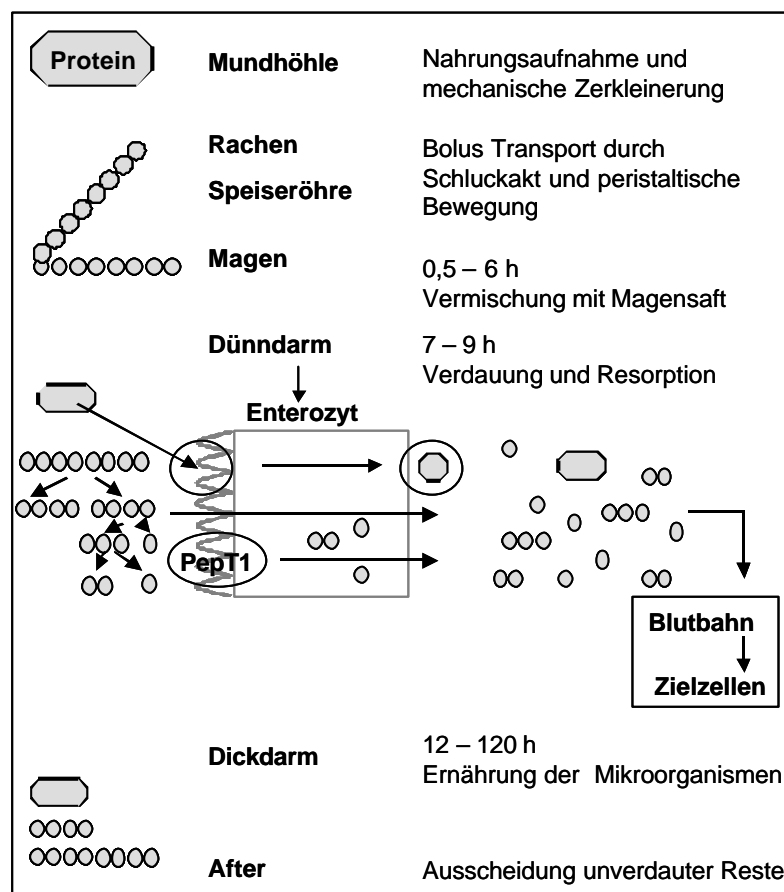 Protein
Mundhöhle
Nahrungsaufnahme und
mechanische Zerkleinerung
Rachen
Speiseröhre
Bolus Transport durch
Schluckakt und peristaltische
Bewegung
Magen
0,5 – 6 h
Vermischung mit Magensaft
Dünndarm
7 – 9 h
Verdauung und Resorption
Enterozyt
PepT1
Blutbahn
Zielzellen
Dickdarm
12 – 120 h
Ernährung der Mikroorganismen
After
Ausscheidung unverdauter Reste